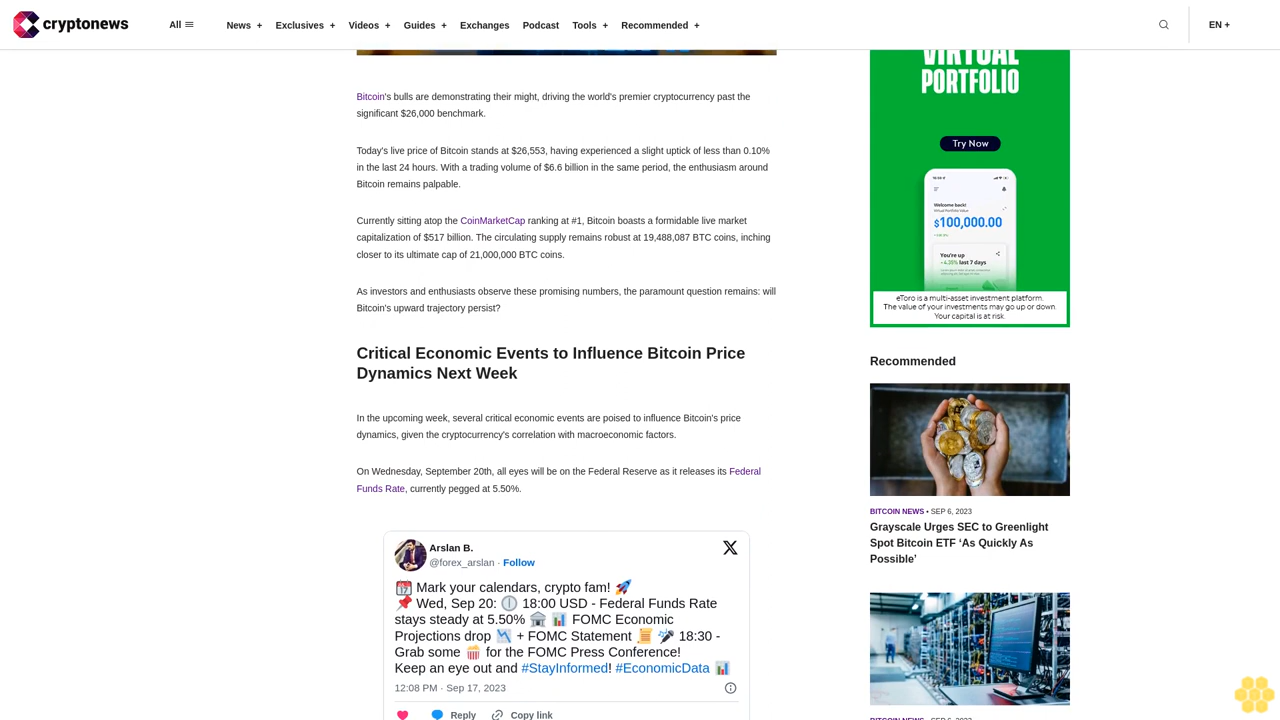 cryptonews
All
News +
Exclusives +
Videos +
Guides +
Exchanges
Podcast
Tools +
Recommended +
EN +
Bitcoin's bulls are demonstrating their might, driving the world's premier cryptocurrency past the
significant $26,000 benchmark.
Today's live price of Bitcoin stands at $26,553, having experienced a slight uptick of less than 0.10%
in the last 24 hours. With a trading volume of $6.6 billion in the same period, the enthusiasm around
Bitcoin remains palpable.
Currently sitting atop the CoinMarketCap ranking at #1, Bitcoin boasts a formidable live market
capitalization of $517 billion. The circulating supply remains robust at 19,488,087 BTC coins, inching
closer to its ultimate cap of 21,000,000 BTC coins.
As investors and enthusiasts observe these promising numbers, the paramount question remains: will
Bitcoin's upward trajectory persist?
Critical Economic Events to Influence Bitcoin Price
Dynamics Next Week
In the upcoming week, several critical economic events are poised to influence Bitcoin's price
dynamics, given the cryptocurrency's correlation with macroeconomic factors.
On Wednesday, September 20th, all eyes will be on the Federal Reserve as it releases its Federal
Funds Rate, currently pegged at 5.50%.
Arslan B.
@forex_arslan · Follow
📅 Mark your calendars, crypto fam! 🚀
📌 Wed, Sep 20: 🕕 18:00 USD - Federal Funds Rate
stays steady at 5.50% 🏛️ 📊 FOMC Economic
Projections drop 📉 + FOMC Statement 📜 🎤 18:30 -
Grab some 🍿 for the FOMC Press Conference!
Keep an eye out and #StayInformed! #EconomicData 📊
12:08 PM · Sep 17, 2023
Reply
Copy link
VIRTUAL
PORTFOLIO
Try Now
Welcome back!
Virtual Portfolio Value
$100,000.00
You're up
+4.35% last 7 days
eToro is a multi-asset investment platform.
The value of your investments may go up or down.
Your capital is at risk.
Recommended
BITCOIN NEWS • SEP 6, 2023
Grayscale Urges SEC to Greenlight
Spot Bitcoin ETF ‘As Quickly As
Possible’
BITCOIN NEWS • SEP 6, 2023